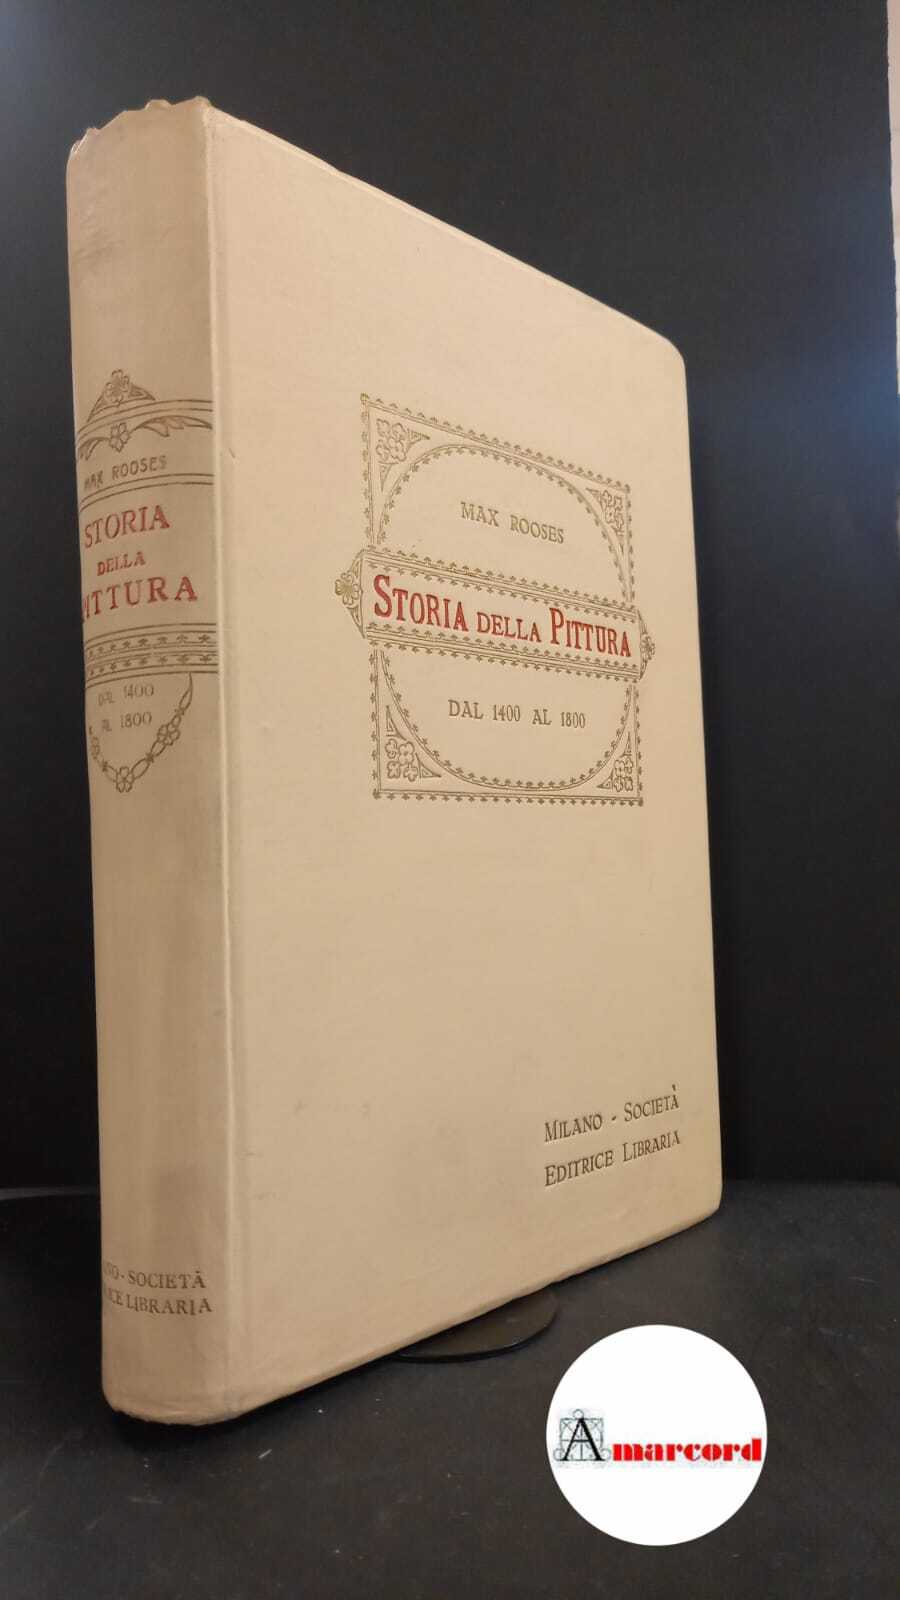 MAX ROOSES
STORIA
DELLA
PITTURA
DAL 1400
AL 1800
SOCIETÀ
LIBRARIA
MAX ROOSES
STORIA DELLA PITTURA
DAL 1400 AL 1800
MILANO - SOCIETÀ
EDITRICE LIBRARIA
Amarcord